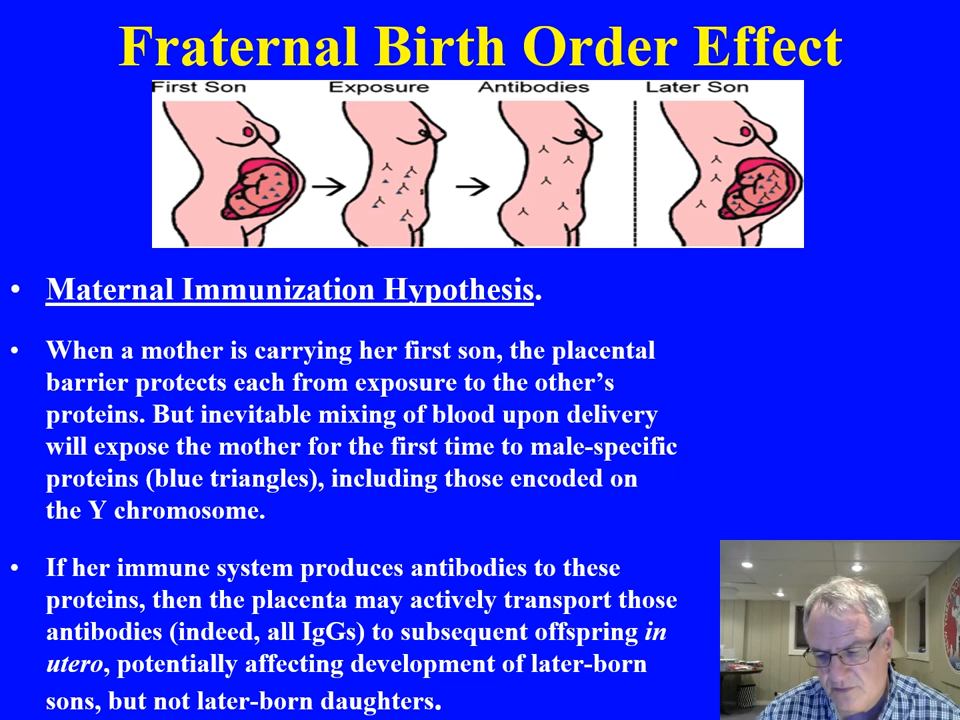 Fraternal Birth Order Effect
First Son Exposure Antibodies Later Son
• Maternal Immunization Hypothesis.
• When a mother is carrying her first son, the placental
barrier protects each from exposure to the other’s
proteins. But inevitable mixing of blood upon delivery
will expose the mother for the first time to male-specific
proteins (blue triangles), including those encoded on
the Y chromosome.
• If her immune system produces antibodies to these
proteins, then the placenta may actively transport those
antibodies (indeed, all IgGs) to subsequent offspring in
utero, potentially affecting development of later-born
sons, but not later-born daughters.